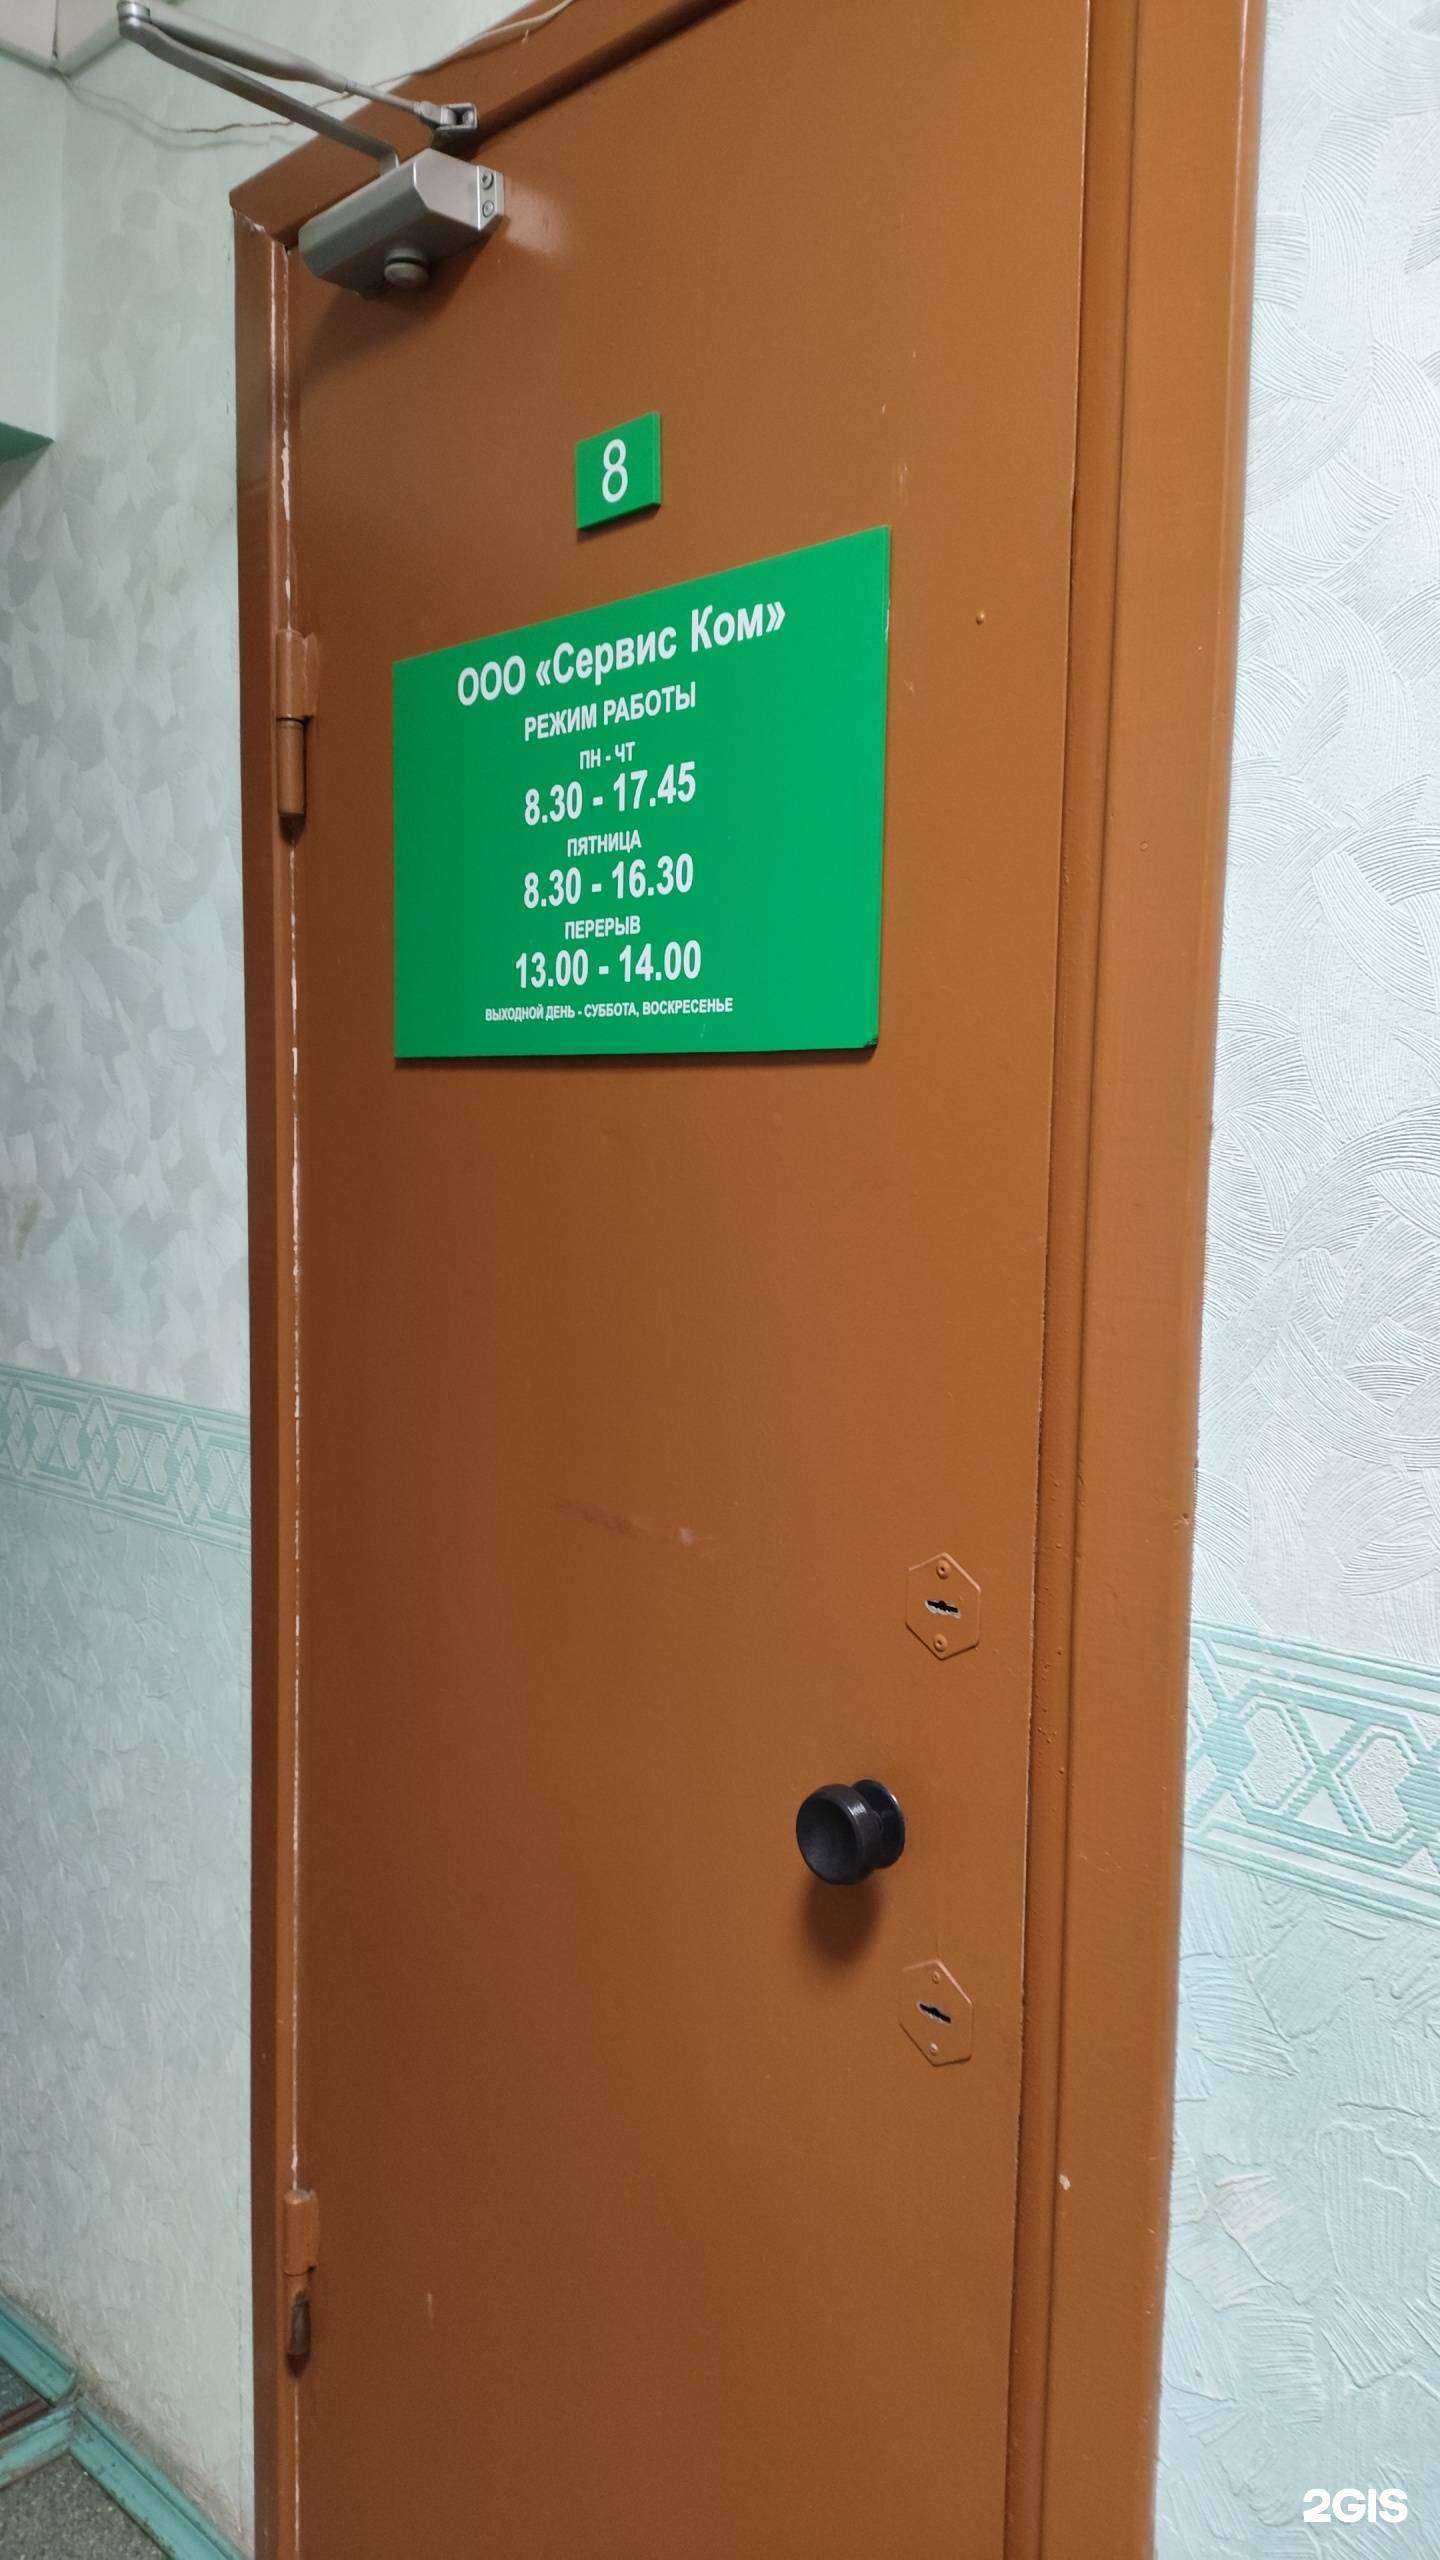 8
ООО «Сервис Ком»
РЕЖИМ РАБОТЫ
ПН - ЧТ
8.30 - 17.45
ПЯТНИЦА
8.30 - 16.30
ПЕРЕРЫВ
13.00 - 14.00
ВЫХОДНОЙ ДЕНЬ - СУББОТА, ВОСКРЕСЕНЬЕ
2GIS